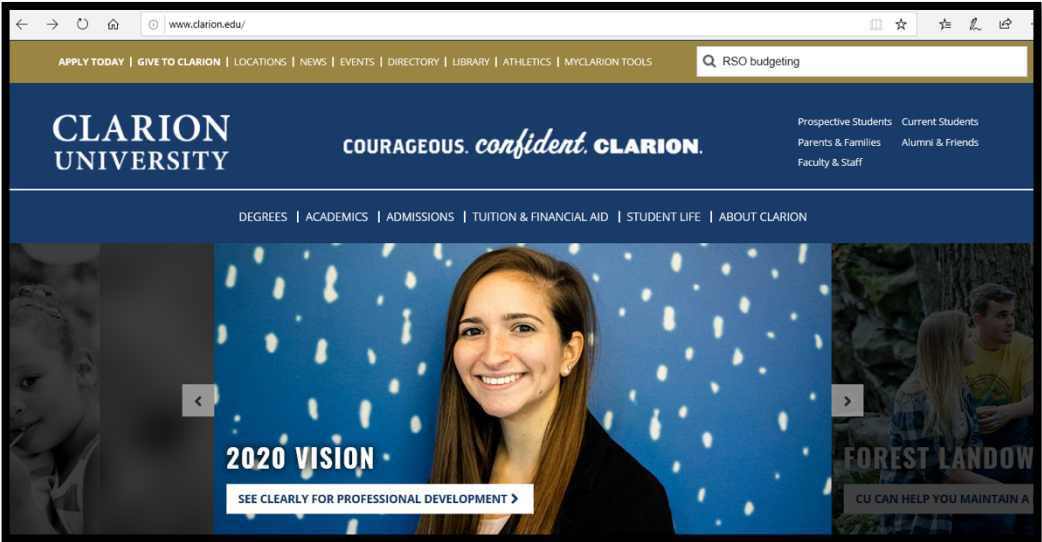 www.clarion.edu/
APPLY TODAY | GIVE TO CLARION | LOCATIONS | NEWS | EVENTS | DIRECTORY | LIBRARY | ATHLETICS | MYCLARION TOOLS
RSO budgeting
CLARION
UNIVERSITY
COURAGEOUS. confident. CLARION.
Prospective Students Current Students
Parents & Families Alumni & Friends
Faculty & Staff
DEGREES | ACADEMICS | ADMISSIONS | TUITION & FINANCIAL AID | STUDENT LIFE | ABOUT CLARION
2020 VISION
SEE CLEARLY FOR PROFESSIONAL DEVELOPMENT >
FOREST LANDOW
CU CAN HELP YOU MAINTAIN A